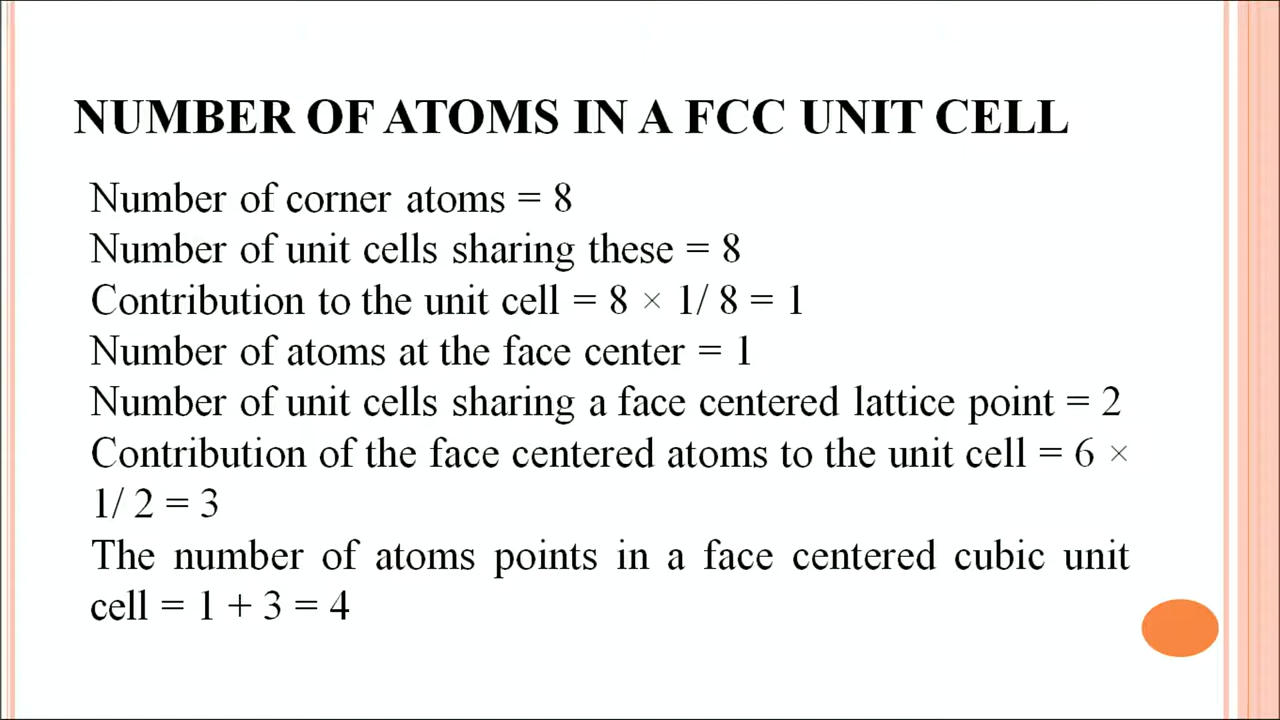 NUMBER OF ATOMS IN A FCC UNIT CELL
Number of corner atoms = 8
Number of unit cells sharing these = 8
Contribution to the unit cell = 8 × 1/ 8 = 1
Number of atoms at the face center = 1
Number of unit cells sharing a face centered lattice point = 2
Contribution of the face centered atoms to the unit cell = 6 ×
1/ 2 = 3
The number of atoms points in a face centered cubic unit
cell = 1 + 3 = 4